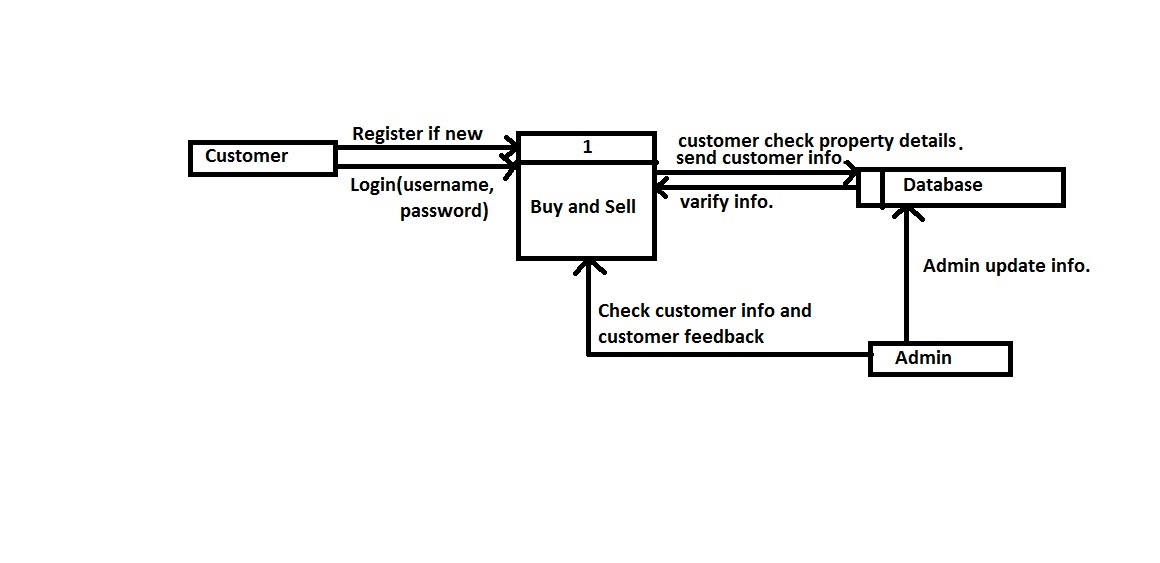 Customer
Register if new
Login(username,
password)
1
Buy and Sell
customer check property details.
send customer info.
varify info.
Database
Admin update info.
Check customer info and
customer feedback
Admin